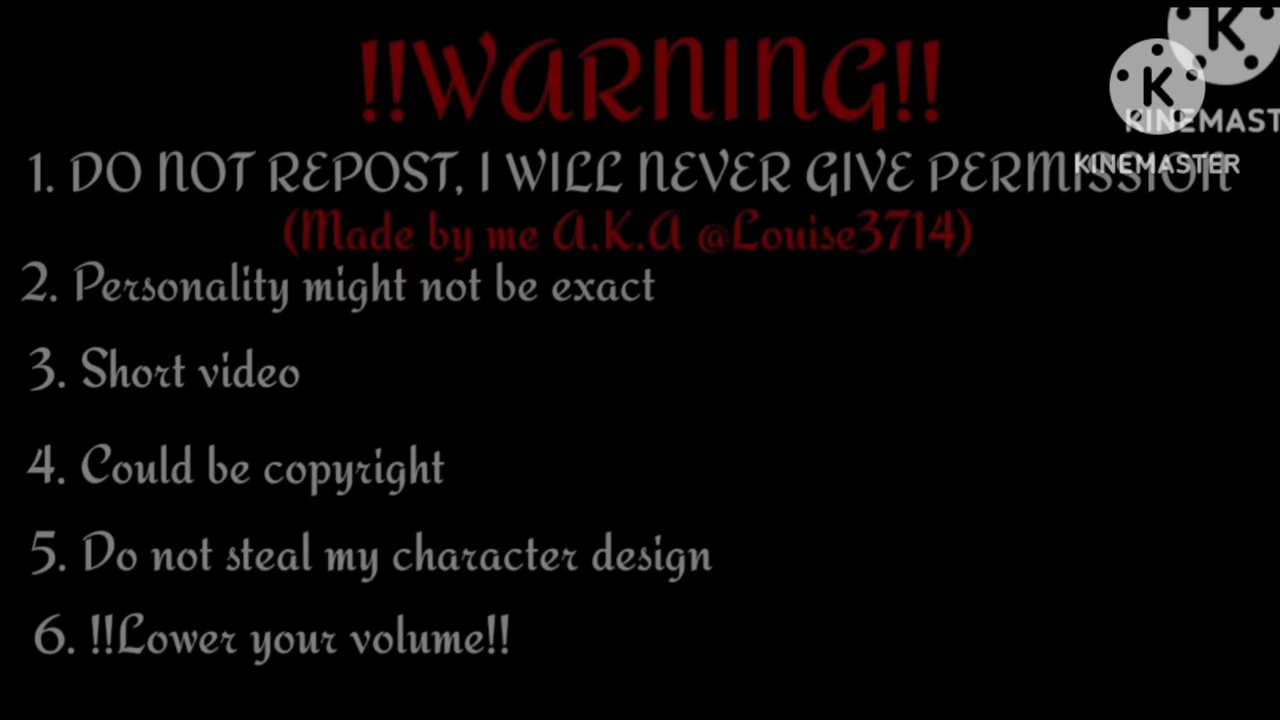 !!WARNING!!
KINEMAST
KINEMASTER
1. DO NOT REPOST, I WILL NEVER GIVE PERMISSION
(Made by me A.K.A @Louise3714)
2. Personality might not be exact
3. Short video
4. Could be copyright
5. Do not steal my character design
6. !!Lower your volume!!